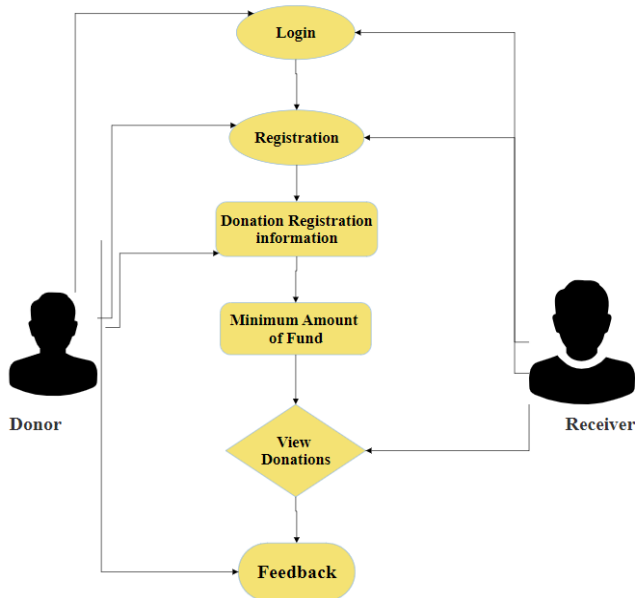 Login
Registration
Donation Registration
information
Minimum Amount
of Fund
Donor
Receiver
View
Donations
Feedback